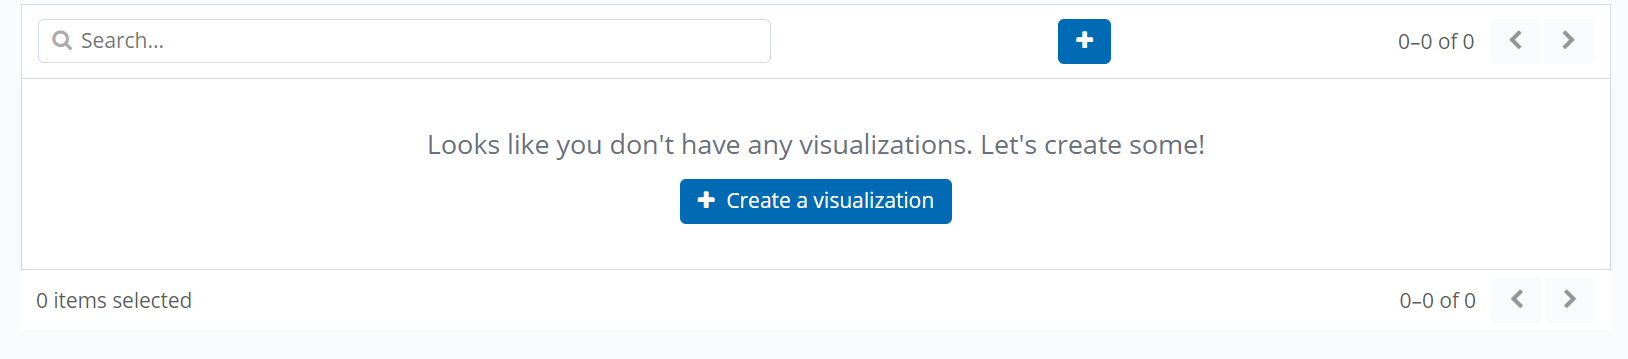 Search...
0–0 of 0
Looks like you don't have any visualizations. Let's create some!
Create a visualization
0 items selected
0–0 of 0